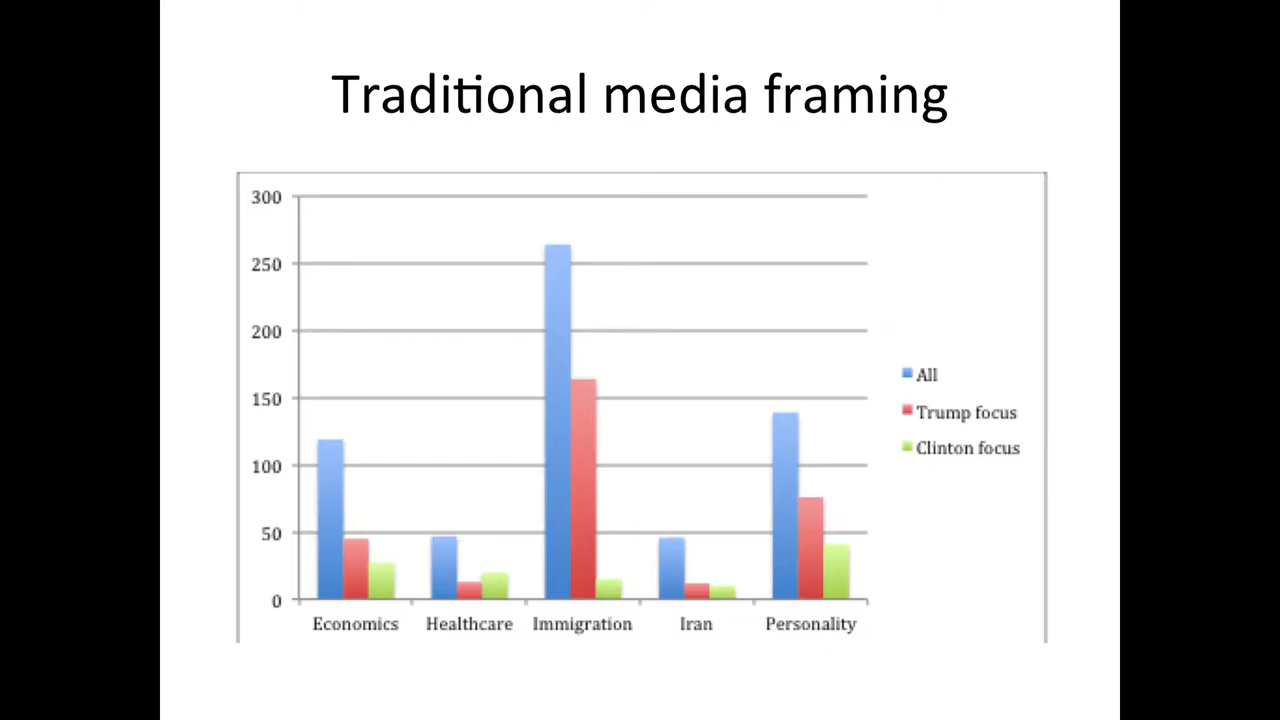 Traditional media framing
300
250
200
150
100
50
0
Economics Healthcare Immigration Iran Personality
All
Trump focus
Clinton focus